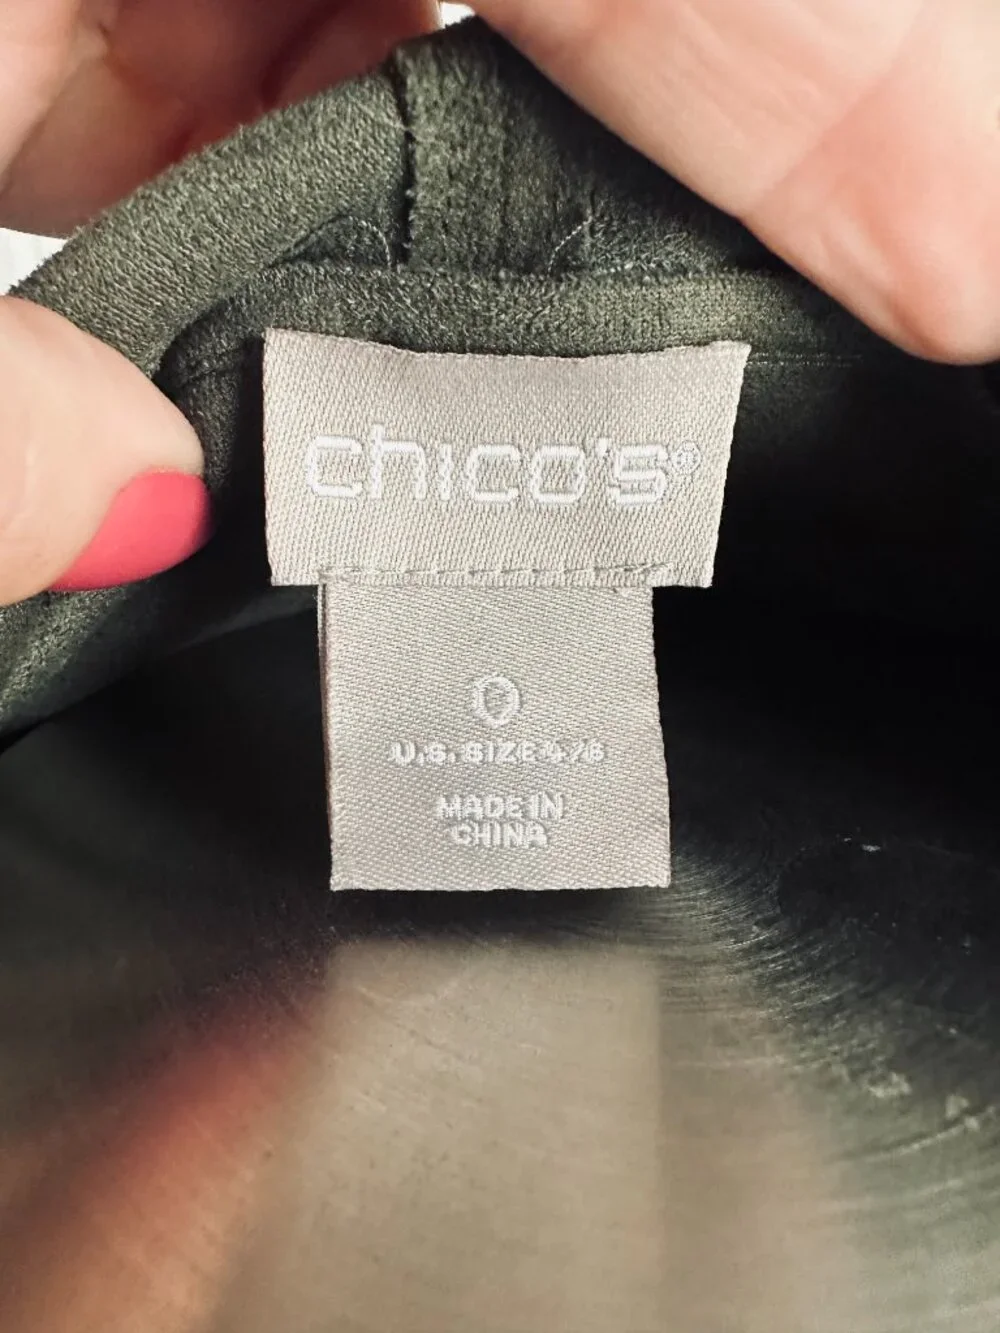 chico's®
0
U.S. SIZE 4/6
MADE IN
CHINA